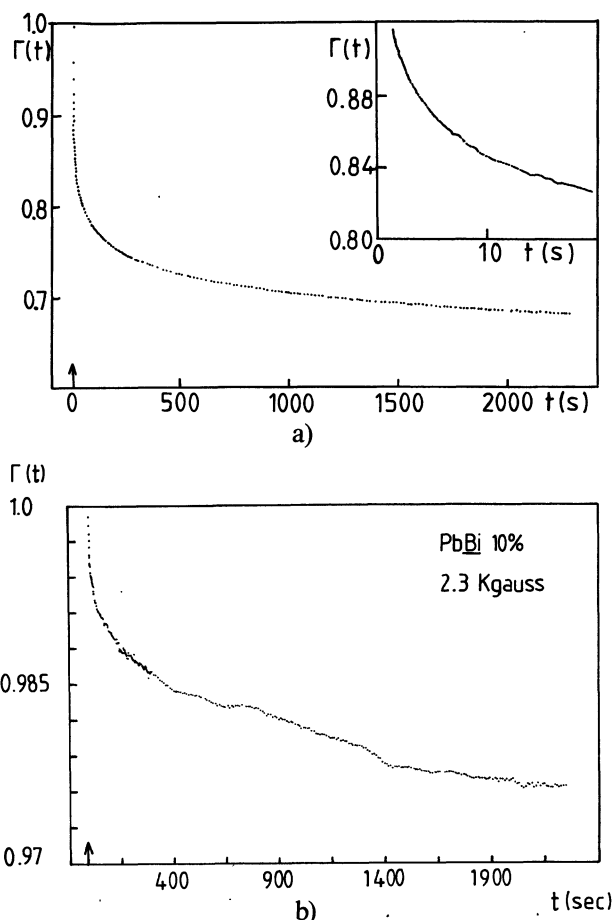 1.0
Γ(t)
0.9
0.8
0.7
Γ(t)
0.88
0.84
0.80
0 10 t(s)
0 500 1000 1500 2000 t(s)
a)
Γ(t)
1.0
PbBi 10%
2.3 Kgauss
0.985
0.97
400 900 1400 1900
t(sec)
b)